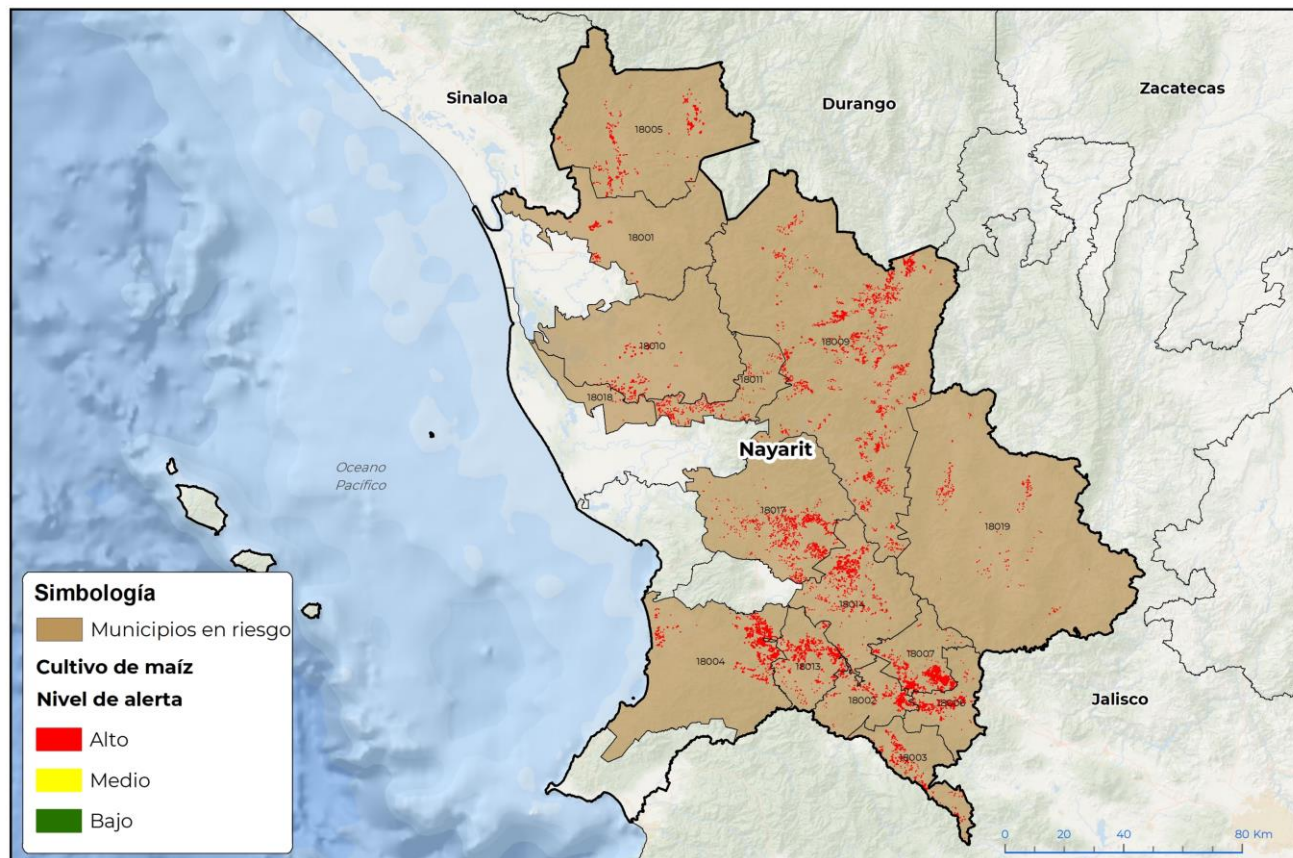 Sinaloa
Durango
Zacatecas
18005
18001
18010
18009
18011
18018
Nayarit
Oceano
Pacífico
18017
18019
18014
18004
18013
18007
18002
18003
Jalisco
Simbología
Municipios en riesgo
Cultivo de maíz
Nivel de alerta
Alto
Medio
Bajo
0 20 40 80 Km